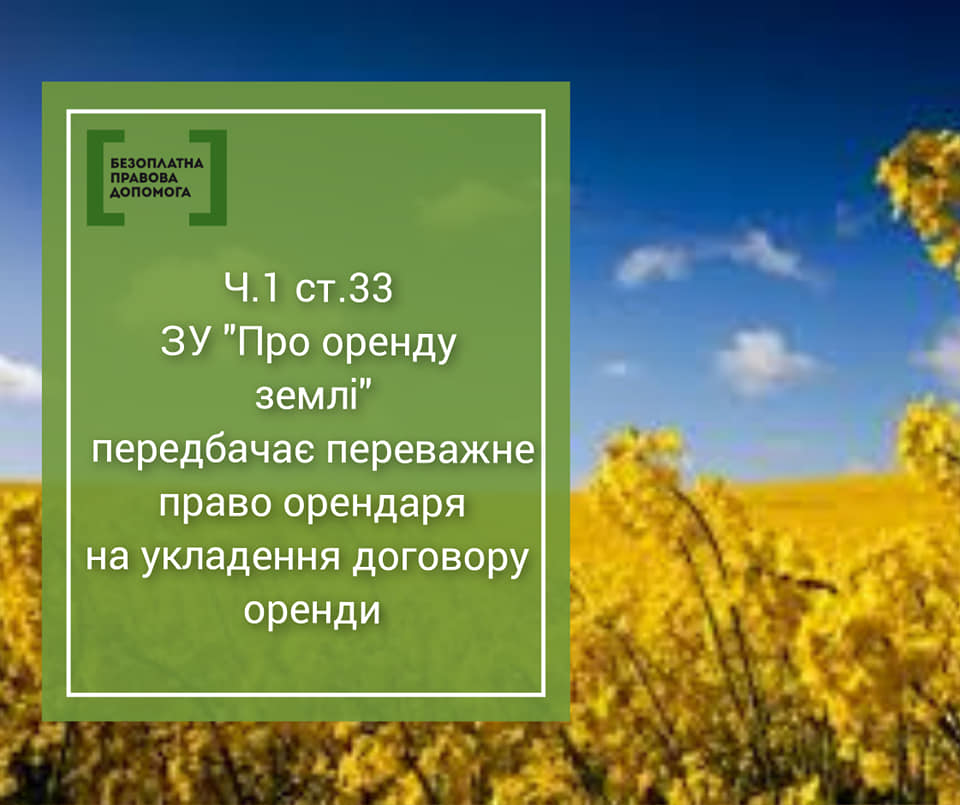 БЕЗОПЛАТНА
ПРАВОВА
ДОПОМОГА
Ч.1 ст.33
ЗУ "Про оренду
землі"
передбачає переважне
право орендаря
на укладення договору
оренди